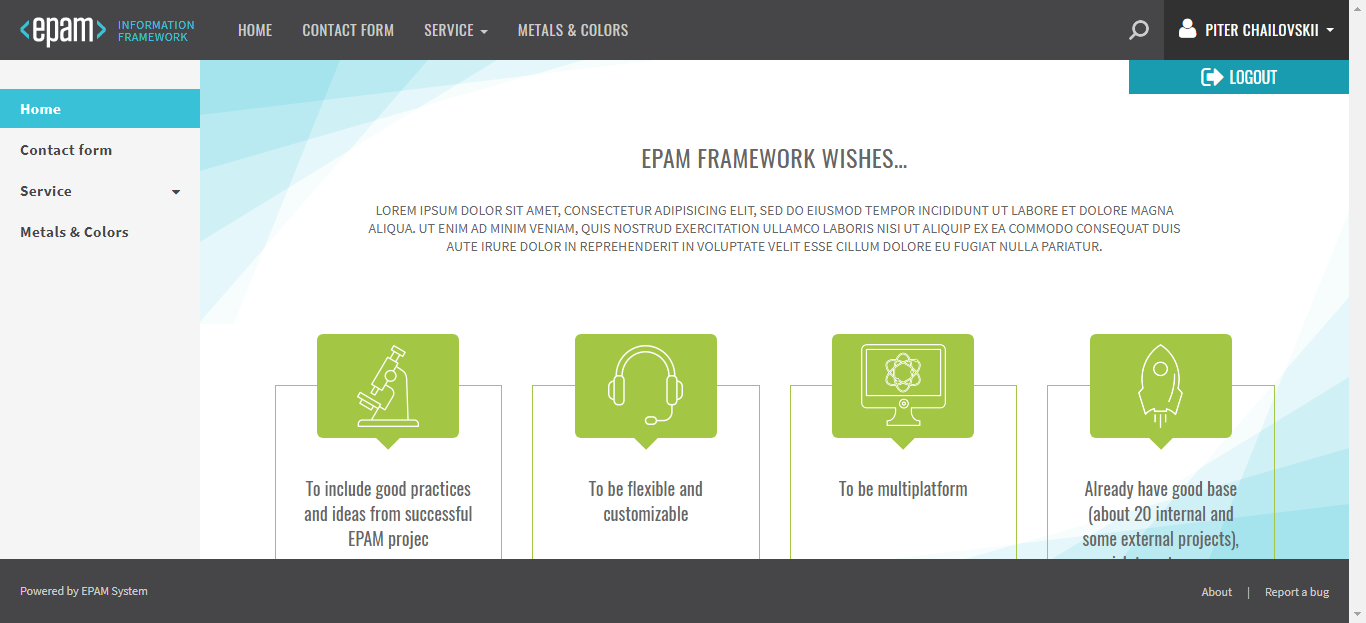 epam INFORMATION FRAMEWORK
HOME
CONTACT FORM
SERVICE
METALS & COLORS
PITER CHAILOVSKII
LOGOUT
Home
Contact form
Service
Metals & Colors
EPAM FRAMEWORK WISHES...
LOREM IPSUM DOLOR SIT AMET, CONSECTETUR ADIPISICING ELIT, SED DO EIUSMOD TEMPOR INCIDIDUNT UT LABORE ET DOLORE MAGNA
ALIQUA. UT ENIM AD MINIM VENIAM, QUIS NOSTRUD EXERCITATION ULLAMCO LABORIS NISI UT ALIQUIP EX EA COMMODO CONSEQUAT DUIS
AUTE IRURE DOLOR IN REPREHENDERIT IN VOLUPTATE VELIT ESSE CILLUM DOLORE EU FUGIAT NULLA PARIATUR.
To include good practices
and ideas from successful
EPAM projec
To be flexible and
customizable
To be multiplatform
Already have good base
(about 20 internal and
some external projects),
Powered by EPAM System
About | Report a bug